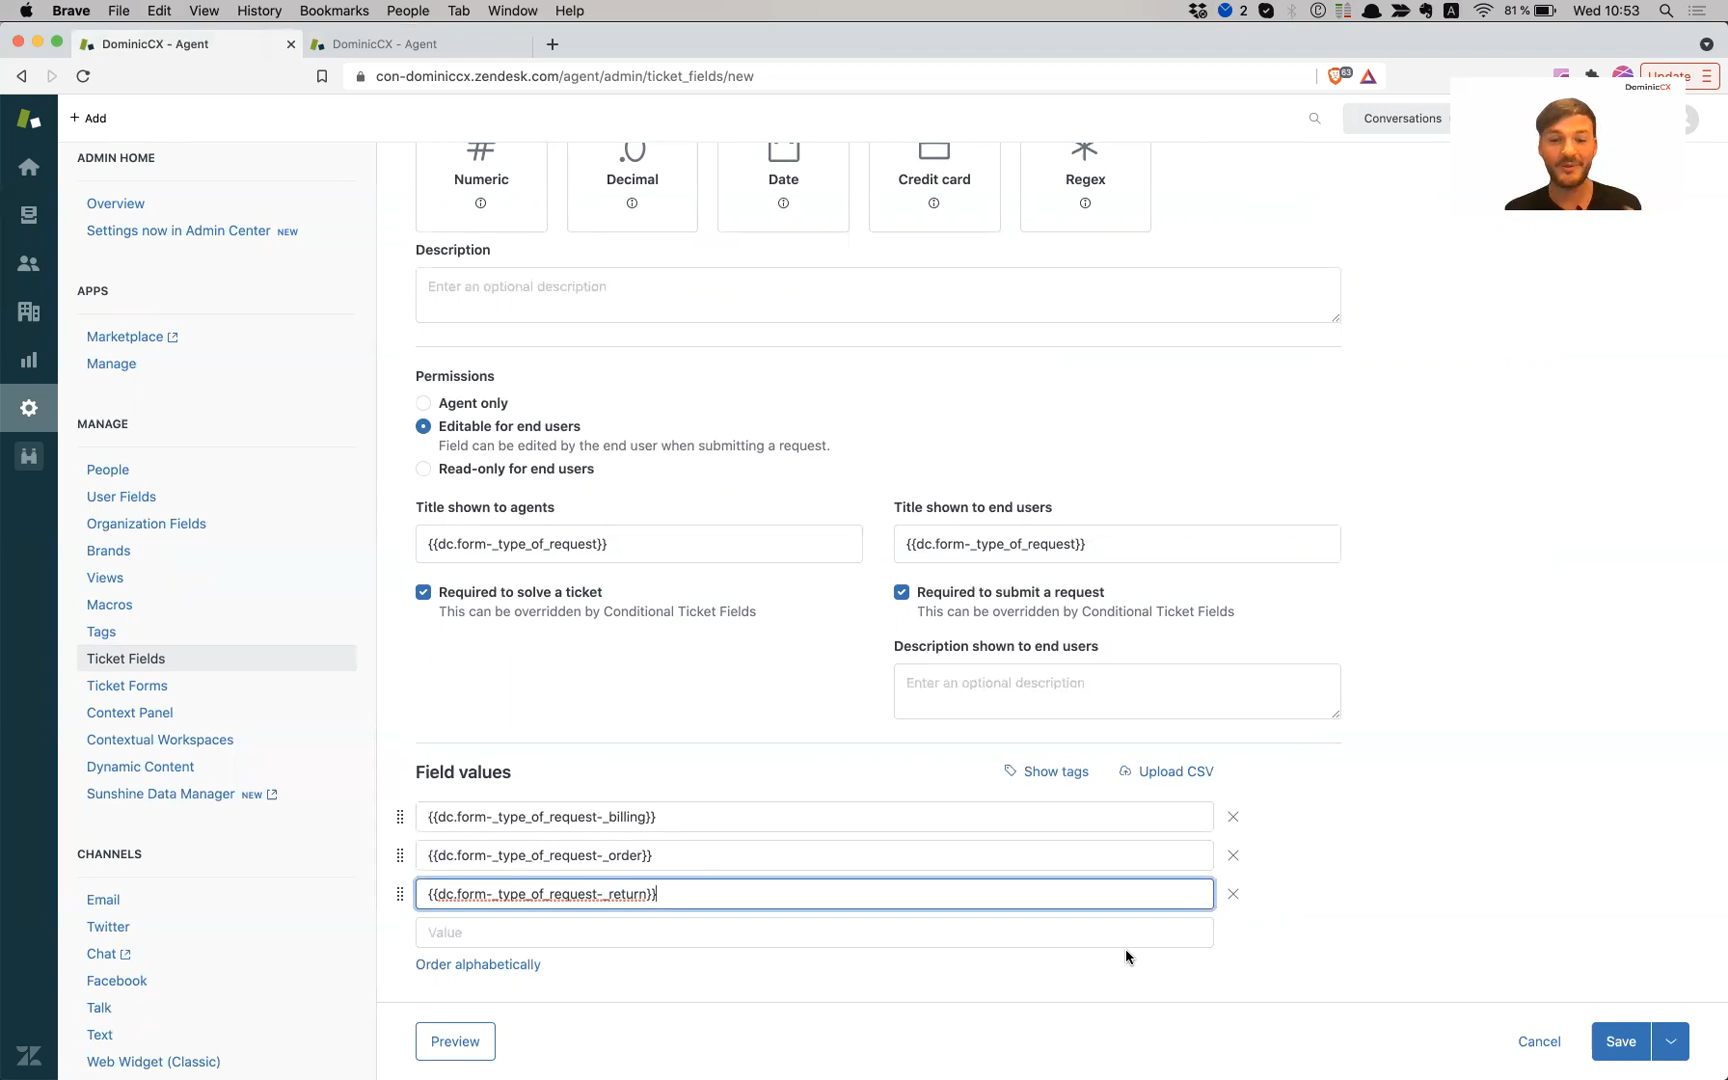 Brave File Edit View History Bookmarks People Tab Window Help 2 A 81% Wed 10:53
DominicCX - Agent DominicCX - Agent
con-dominiccx.zendesk.com/agent/admin/ticket_fields/new 63 Update
DominicCX
+ Add Conversations
ADMIN HOME
Overview
Settings now in Admin Center NEW
APPS
Marketplace
Manage
MANAGE
People
User Fields
Organization Fields
Brands
Views
Macros
Tags
Ticket Fields
Ticket Forms
Context Panel
Contextual Workspaces
Dynamic Content
Sunshine Data Manager NEW
CHANNELS
Email
Twitter
Chat
Facebook
Talk
Text
Web Widget (Classic)
Numeric Decimal Date Credit card Regex
Description
Enter an optional description
Permissions
Agent only
Editable for end users
Field can be edited by the end user when submitting a request.
Read-only for end users
Title shown to agents Title shown to end users
{{dc.form-_type_of_request}} {{dc.form-_type_of_request}}
Required to solve a ticket Required to submit a request
This can be overridden by Conditional Ticket Fields This can be overridden by Conditional Ticket Fields
Description shown to end users
Enter an optional description
Field values Show tags Upload CSV
{{dc.form-_type_of_request-_billing}}
{{dc.form-_type_of_request-_order}}
{{dc.form-_type_of_request-_return}}
Value
Order alphabetically
Preview Cancel Save